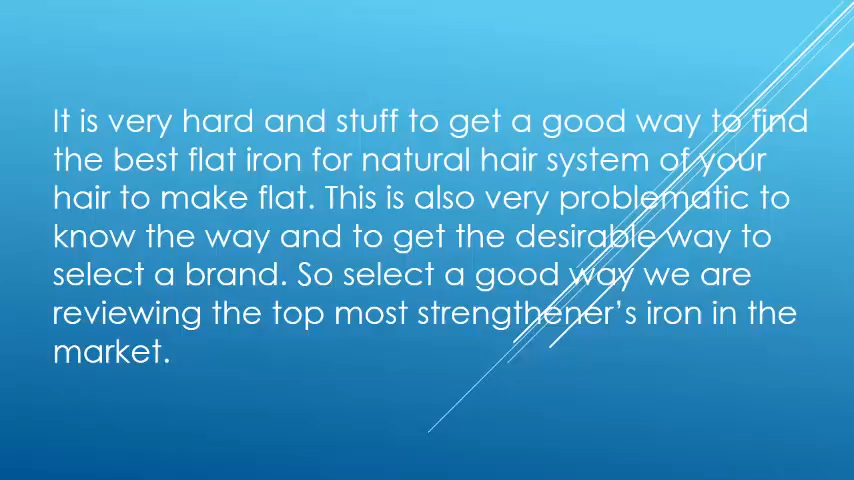 It is very hard and stuff to get a good way to find
the best flat iron for natural hair system of your
hair to make flat. This is also very problematic to
know the way and to get the desirable way to
select a brand. So select a good way we are
reviewing the top most strengthener’s iron in the
market.